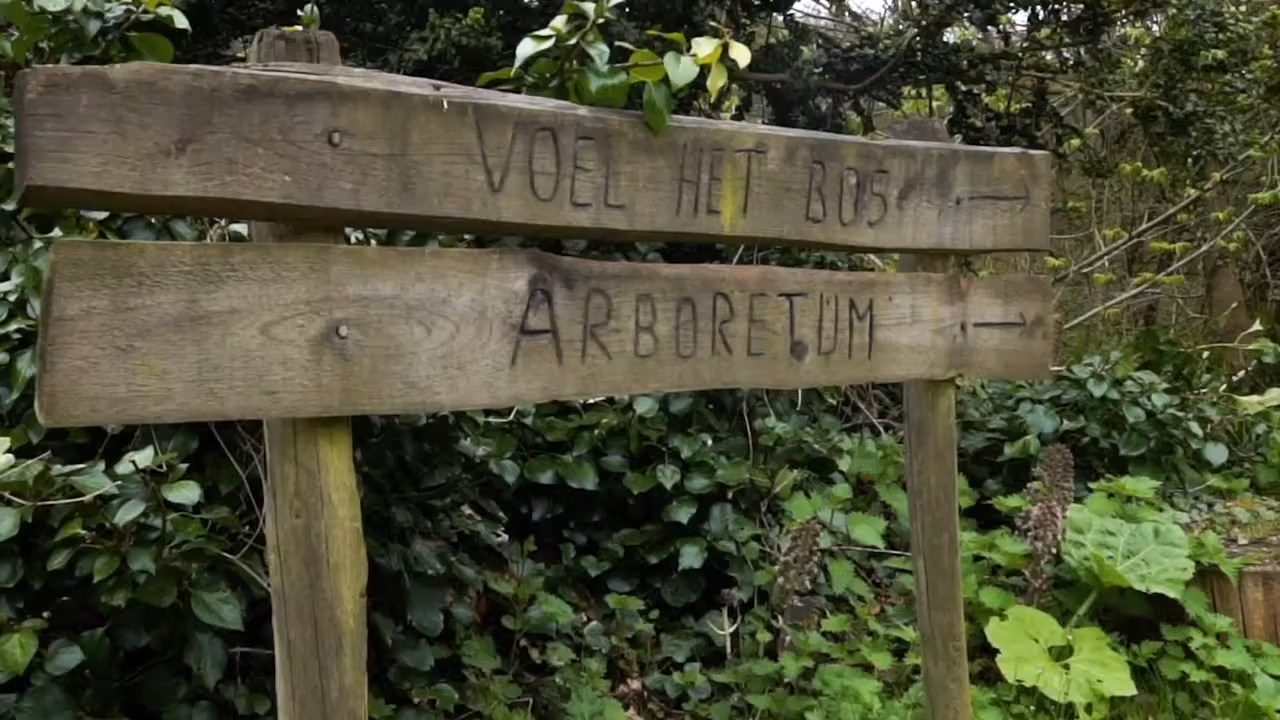 VOEL HET BOS →
ARBORETUM →